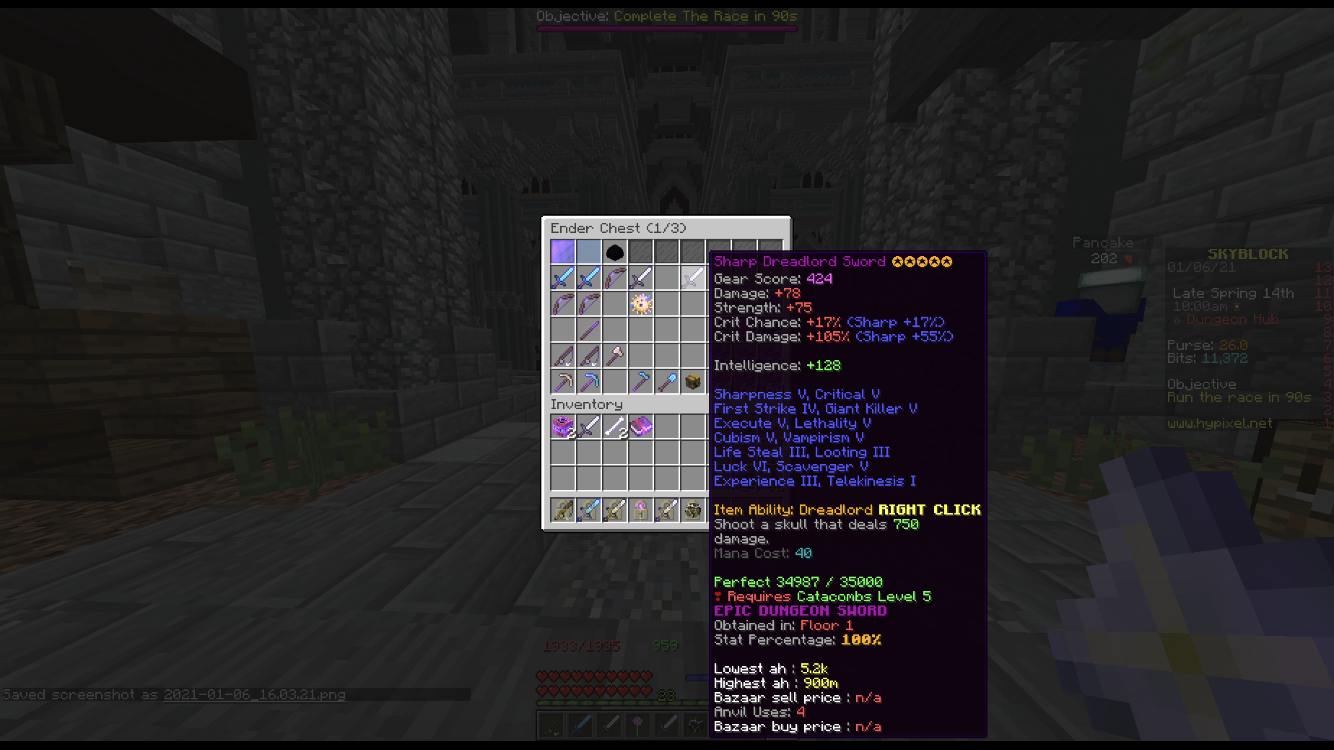 Objective: Complete The Race in 90s
Ender Chest (1/3)
Inventory
2
2
Sharp Dreadlord Sword ✪✪✪✪✪
Gear Score: 424
Damage: +78
Strength: +75
Crit Chance: +17% (Sharp +17%)
Crit Damage: +105% (Sharp +55%)
Intelligence: +128
Sharpness V, Critical V
First Strike IV, Giant Killer V
Execute V, Lethality V
Cubism V, Vampirism V
Life Steal III, Looting III
Luck VI, Scavenger V
Experience III, Telekinesis I
Item Ability: Dreadlord RIGHT CLICK
Shoot a skull that deals 750
damage.
Mana Cost: 40
Perfect 34987 / 35000
Requires Catacombs Level 5
EPIC DUNGEON SWORD
Obtained in: Floor 1
Stat Percentage: 100%
Lowest ah : 5.2k
Highest ah : 900m
Bazaar sell price : n/a
Anvil Uses: 4
Bazaar buy price : n/a
Pancake
202
SKYBLOCK
01/06/21
Late Spring 14th
10:00am
Dungeon Hub
Purse: 26.0
Bits: 11,372
Objective
Run the race in 90s
www.hypixel.net
1933/1935
959
Saved screenshot as 2021-01-06_16.03.21.png